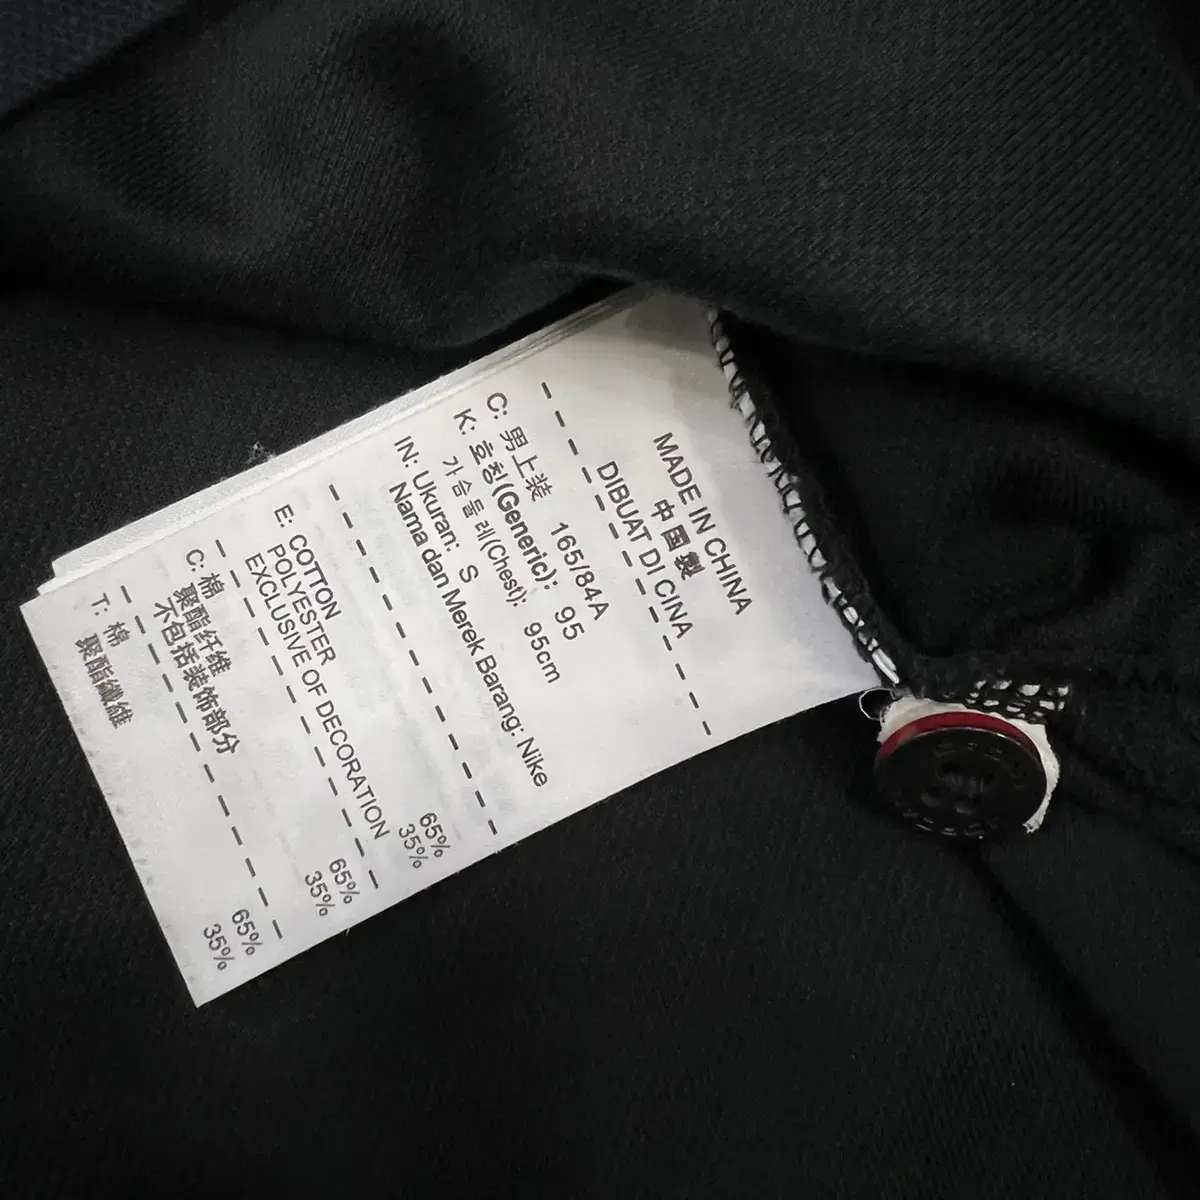 MADE IN CHINA
中国製
DIBUAT DI CINA
C: 男上装 165/84A
K: 호칭(Generic): 95
가슴둘레(Chest): 95cm
IN: Ukuran: S
Nama dan Merek Barang: Nike
E: COTTON 65%
POLYESTER 35%
EXCLUSIVE OF DECORATION
C: 棉 65%
聚酯纤维 35%
不包括装饰部分
T: 棉 65%
聚酯纖維 35%